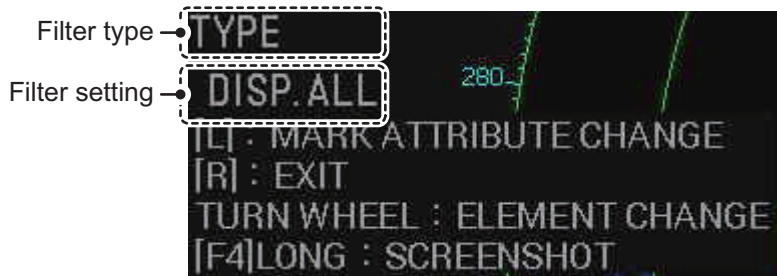 Filter type
TYPE
280
Filter setting
DISP. ALL
[L] : MARK ATTRIBUTE CHANGE
[R] : EXIT
TURN WHEEL : ELEMENT CHANGE
[F4]LONG : SCREENSHOT